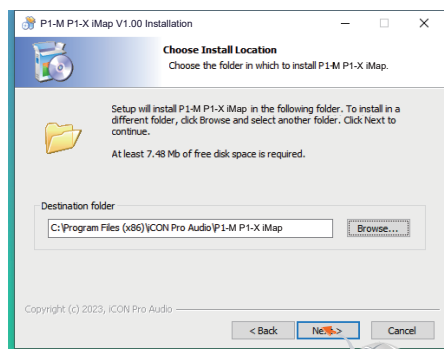 P1-M P1-X iMap V1.00 Installation
Choose Install Location
Choose the folder in which to install P1-M P1-X iMap.
Setup will install P1-M P1-X iMap in the following folder. To install in a
different folder, click Browse and select another folder. Click Next to
continue.
At least 7.48 Mb of free disk space is required.
Destination folder
C:\Program Files (x86)\iCON Pro Audio\P1-M P1-X iMap
Browse...
Copyright (c) 2023, iCON Pro Audio
< Back
Next >
Cancel